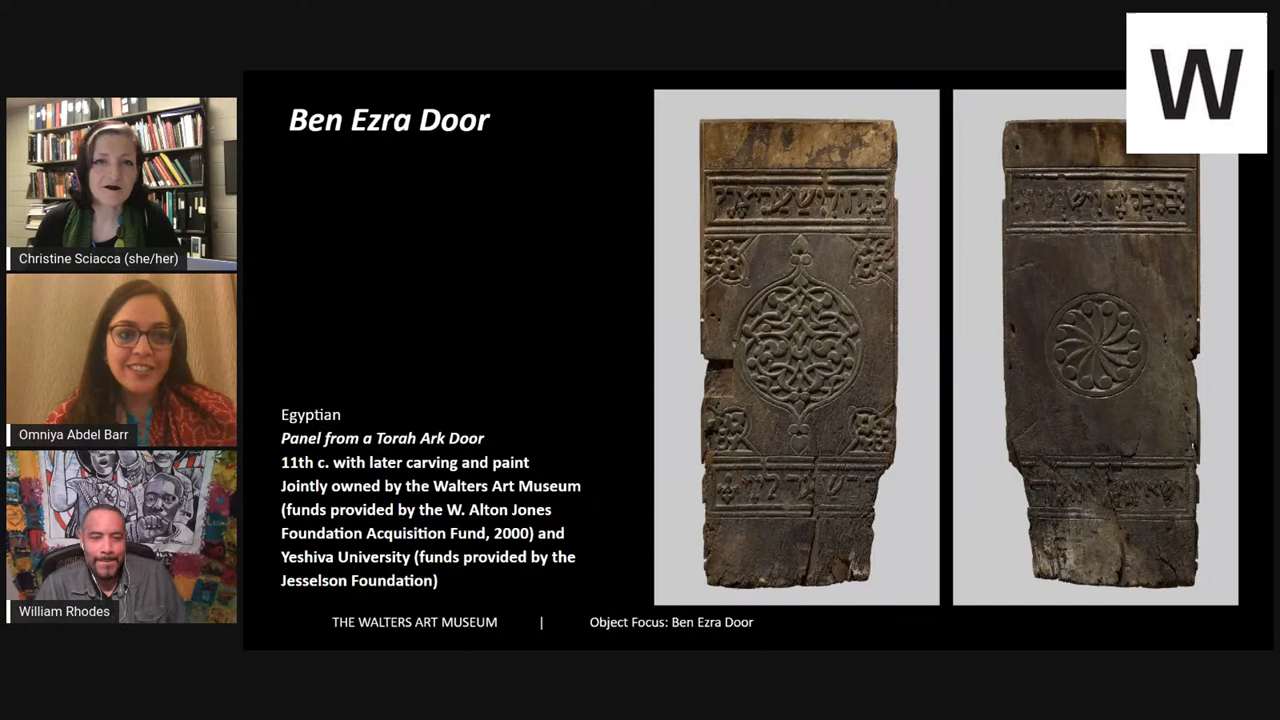 W
Ben Ezra Door
Christine Sciacca (she/her)
Omniya Abdel Barr
William Rhodes
Egyptian
Panel from a Torah Ark Door
11th c. with later carving and paint
Jointly owned by the Walters Art Museum
(funds provided by the W. Alton Jones
Foundation Acquisition Fund, 2000) and
Yeshiva University (funds provided by the
Jesselson Foundation)
THE WALTERS ART MUSEUM | Object Focus: Ben Ezra Door